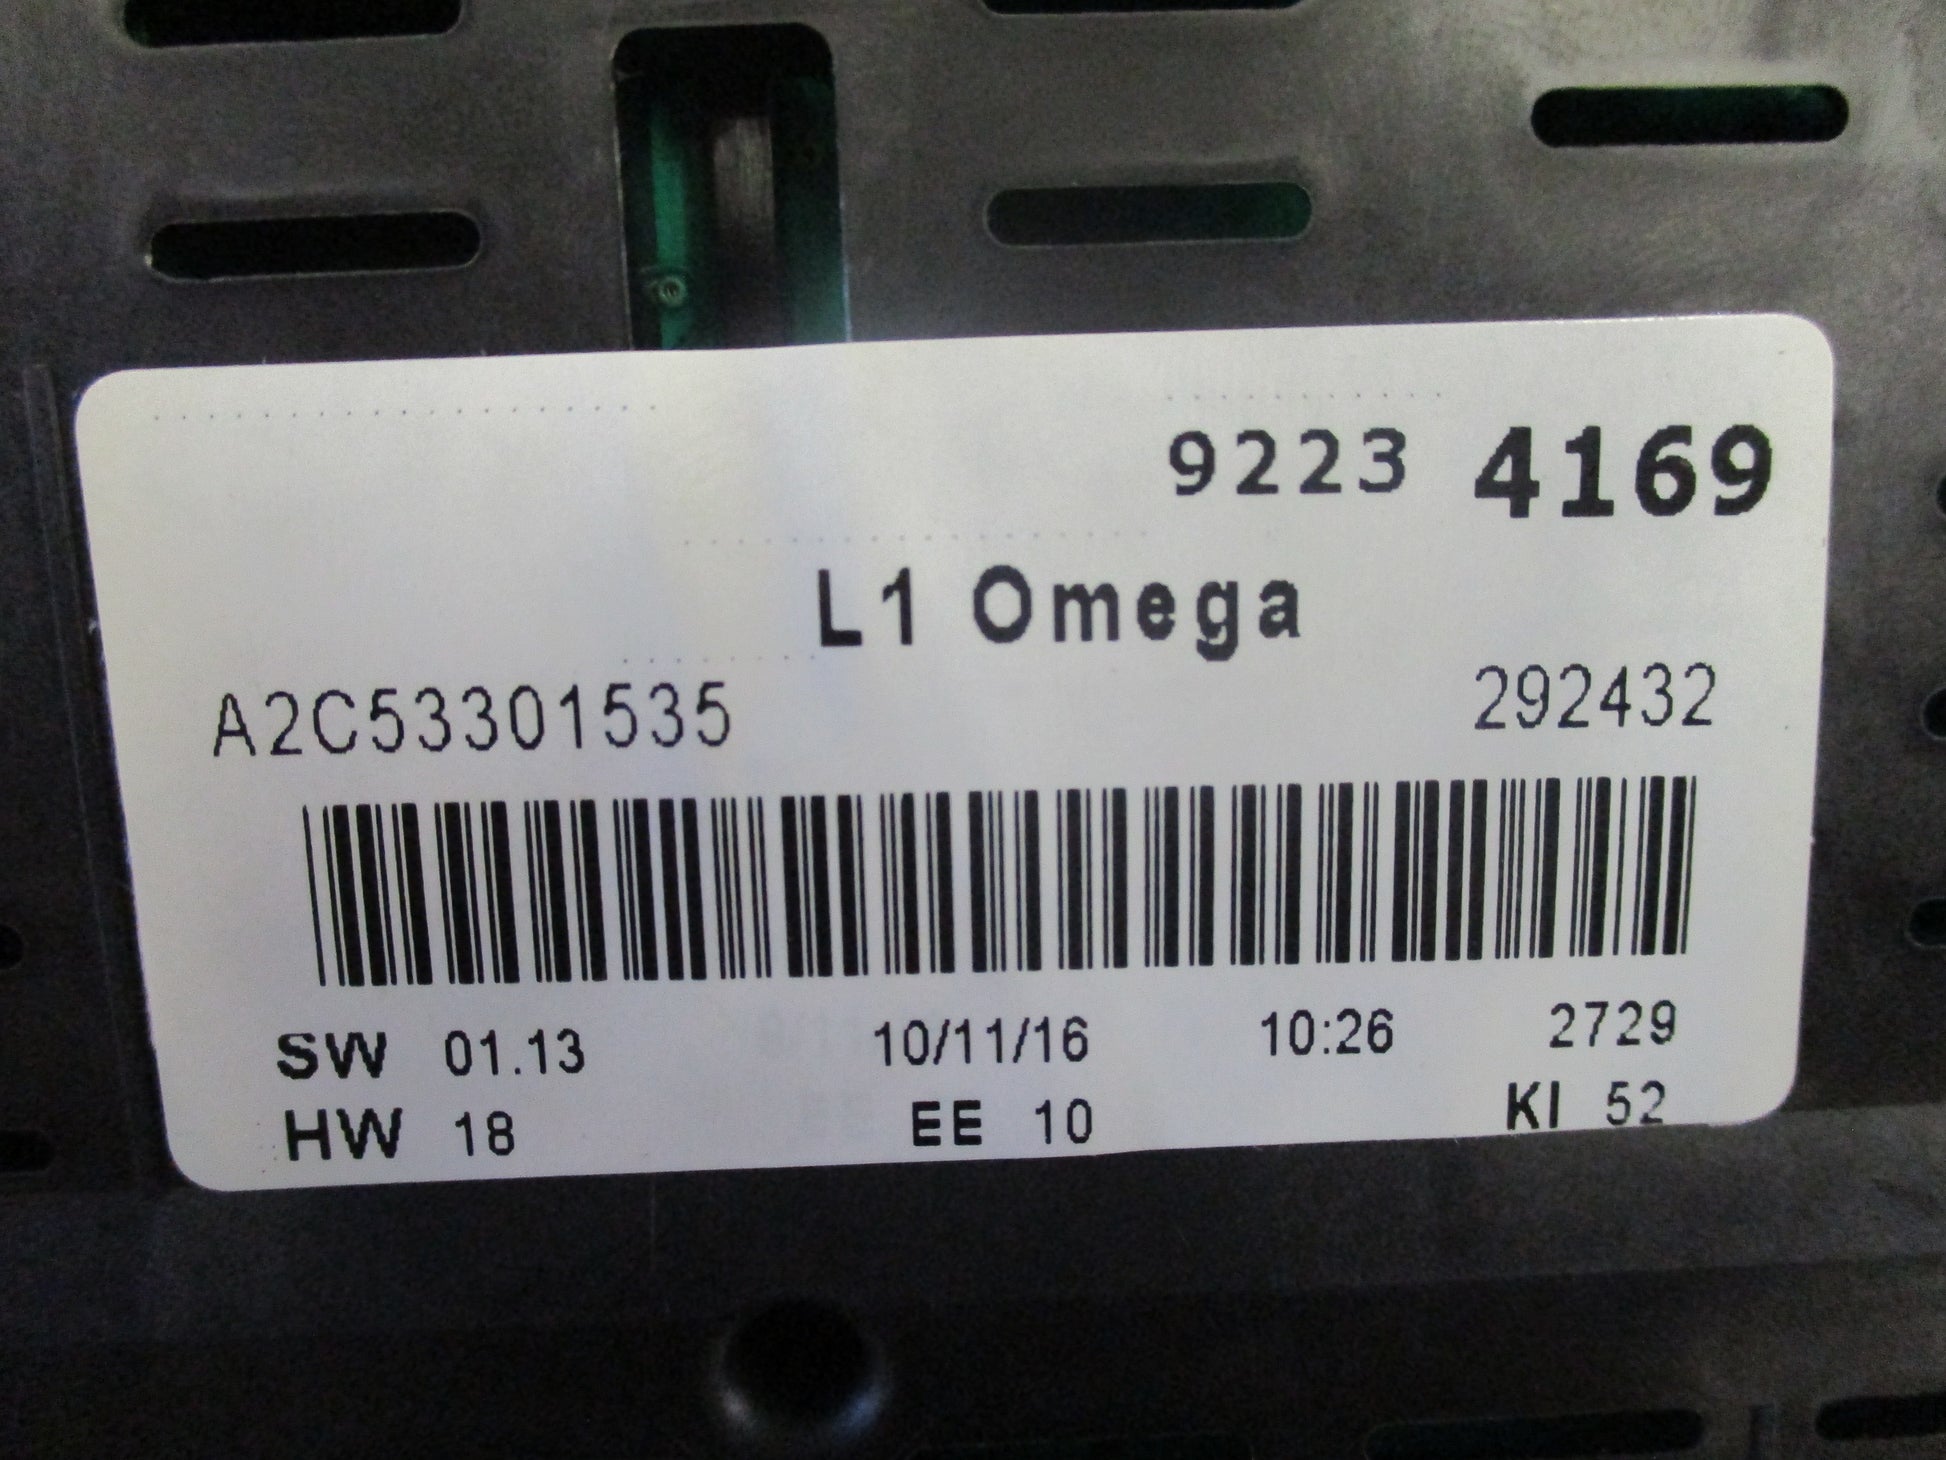 9223 4169
L1 Omega
A2C53301535 292432
SW 01.13 10/11/16 10:26 2729
HW 18 EE 10 KI 52